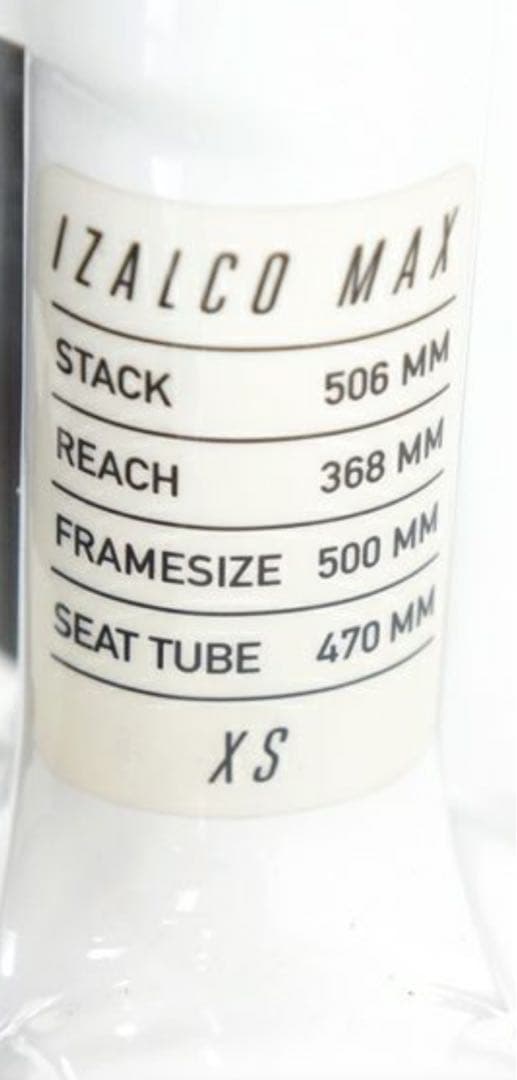 IZALCO MAX
STACK 506 MM
REACH 368 MM
FRAMESIZE 500 MM
SEAT TUBE 470 MM
XS